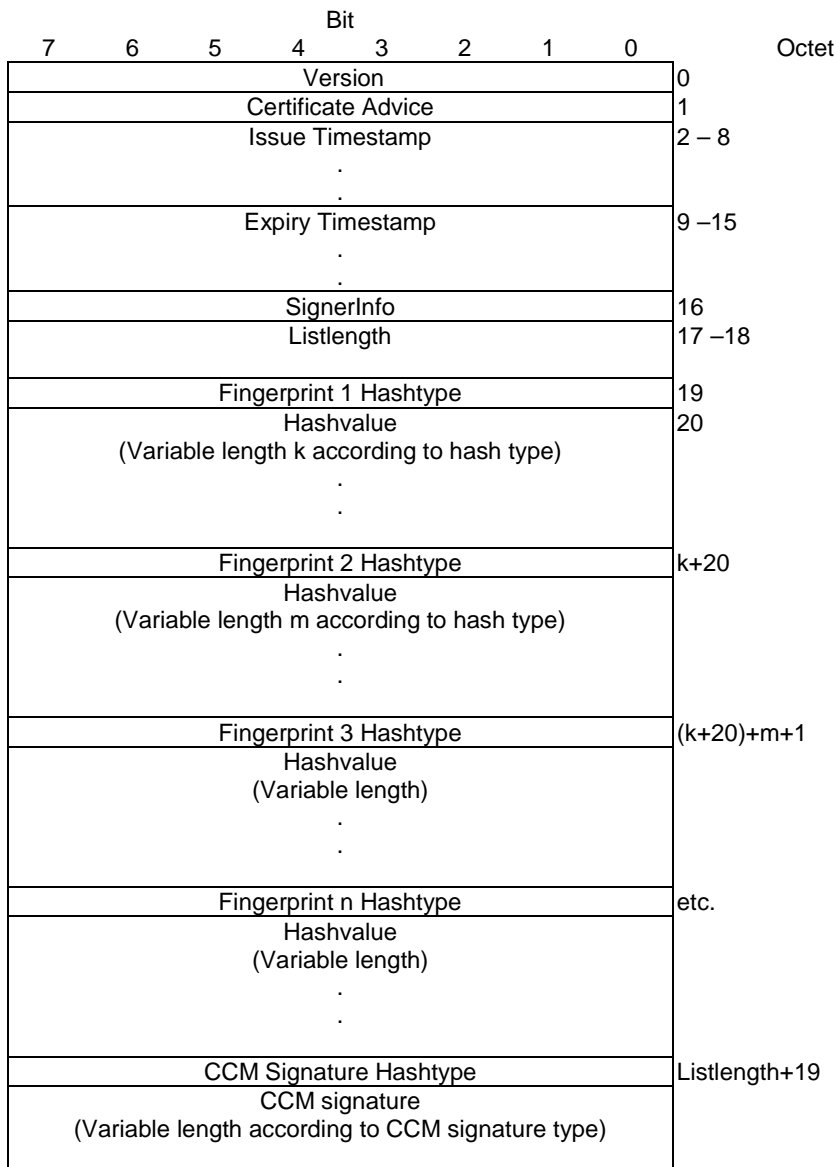 Bit
7 6 5 4 3 2 1 0 Octet
Version 0
Certificate Advice 1
Issue Timestamp 2 – 8
.
.
Expiry Timestamp 9 –15
.
.
SignerInfo 16
Listlength 17 –18
Fingerprint 1 Hashtype 19
Hashvalue 20
(Variable length k according to hash type)
.
.
Fingerprint 2 Hashtype k+20
Hashvalue
(Variable length m according to hash type)
.
.
Fingerprint 3 Hashtype (k+20)+m+1
Hashvalue
(Variable length)
.
.
Fingerprint n Hashtype etc.
Hashvalue
(Variable length)
.
.
CCM Signature Hashtype Listlength+19
CCM signature
(Variable length according to CCM signature type)